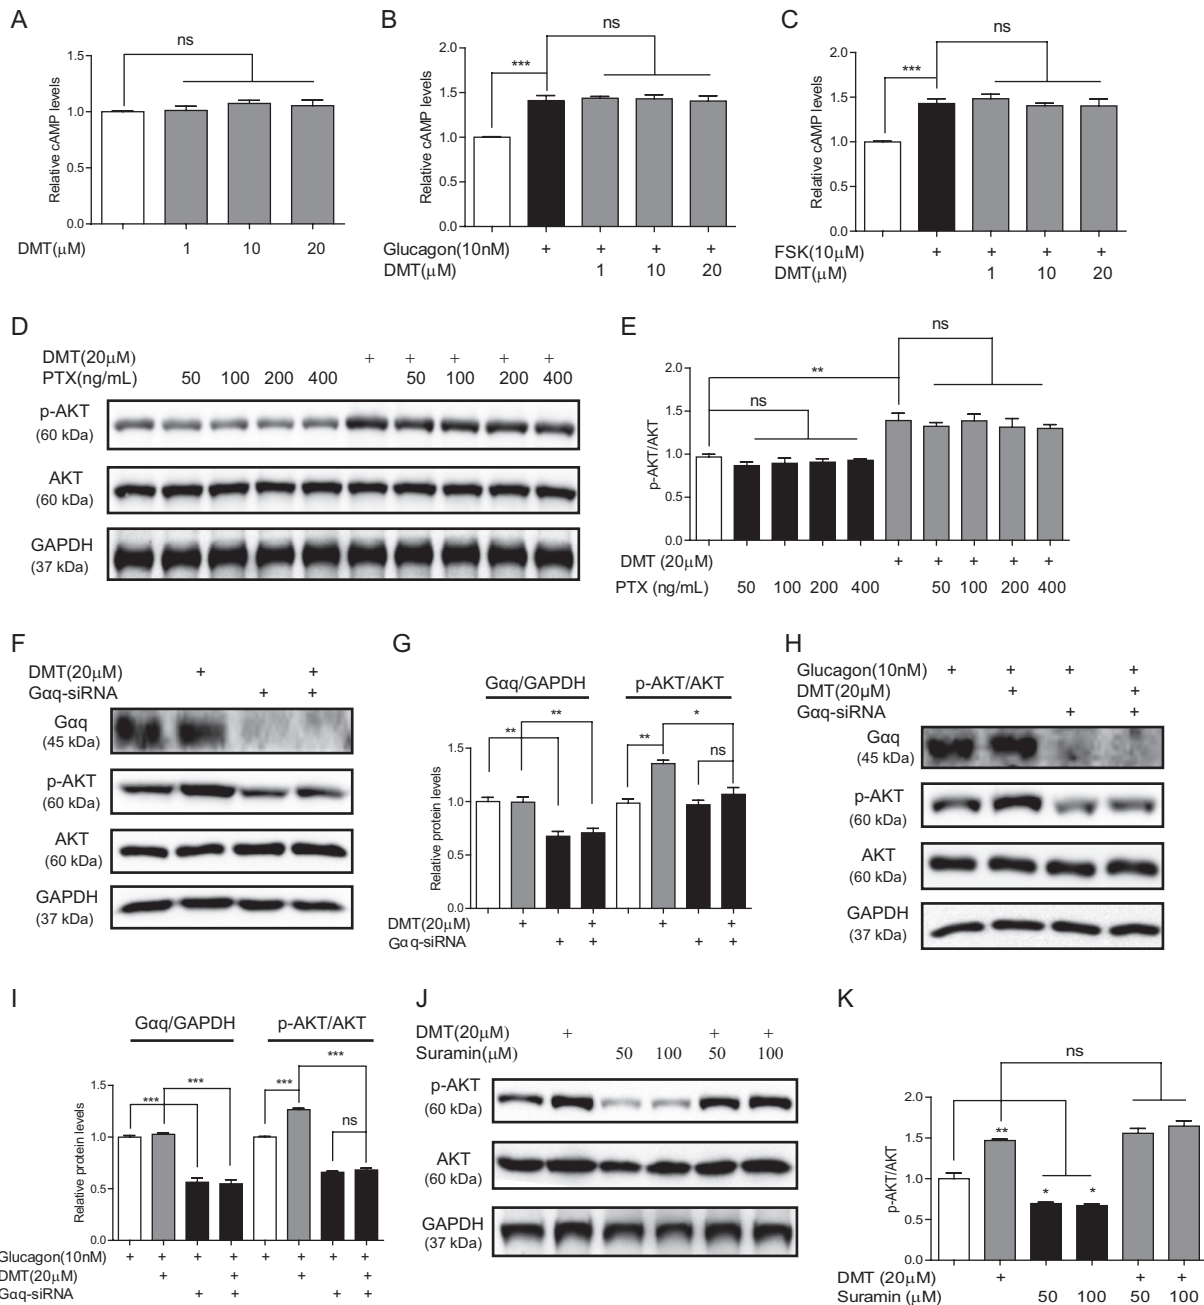 A
ns
Relative cAMP levels
1.5
1.0
0.5
0.0
DMT(μM) 1 10 20
B
ns
***
Relative cAMP levels
2.0
1.5
1.0
0.5
0.0
Glucagon(10nM) + + + +
DMT(μM) 1 10 20
C
ns
***
Relative cAMP levels
2.0
1.5
1.0
0.5
0.0
FSK(10μM) + + + +
DMT(μM) 1 10 20
D
DMT(20μM) + + + + +
PTX(ng/mL) 50 100 200 400 50 100 200 400
p-AKT
(60 kDa)
AKT
(60 kDa)
GAPDH
(37 kDa)
E
ns
**
ns
p-AKT/AKT
2.0
1.5
1.0
0.5
0.0
DMT (20μM) + + + + +
PTX (ng/mL) 50 100 200 400 50 100 200 400
F
DMT(20μM) + +
Gαq-siRNA + +
Gαq
(45 kDa)
p-AKT
(60 kDa)
AKT
(60 kDa)
GAPDH
(37 kDa)
G
Gαq/GAPDH p-AKT/AKT
** *
** ** ns
Relative protein levels
1.5
1.0
0.5
0.0
DMT(20μM) + + + +
Gαq-siRNA + + + +
H
Glucagon(10nM) + + + +
DMT(20μM) + +
Gαq-siRNA + +
Gαq
(45 kDa)
p-AKT
(60 kDa)
AKT
(60 kDa)
GAPDH
(37 kDa)
I
Gαq/GAPDH p-AKT/AKT
***
*** *** ***
ns
Relative protein levels
1.5
1.0
0.5
0.0
Glucagon(10nM) + + + + + + + +
DMT(20μM) + + + +
Gαq-siRNA + + + +
J
DMT(20μM) + + +
Suramin(μM) 50 100 50 100
p-AKT
(60 kDa)
AKT
(60 kDa)
GAPDH
(37 kDa)
K
ns
**
* *
p-AKT/AKT
2.0
1.5
1.0
0.5
0.0
DMT (20μM) + + +
Suramin (μM) 50 100 50 100